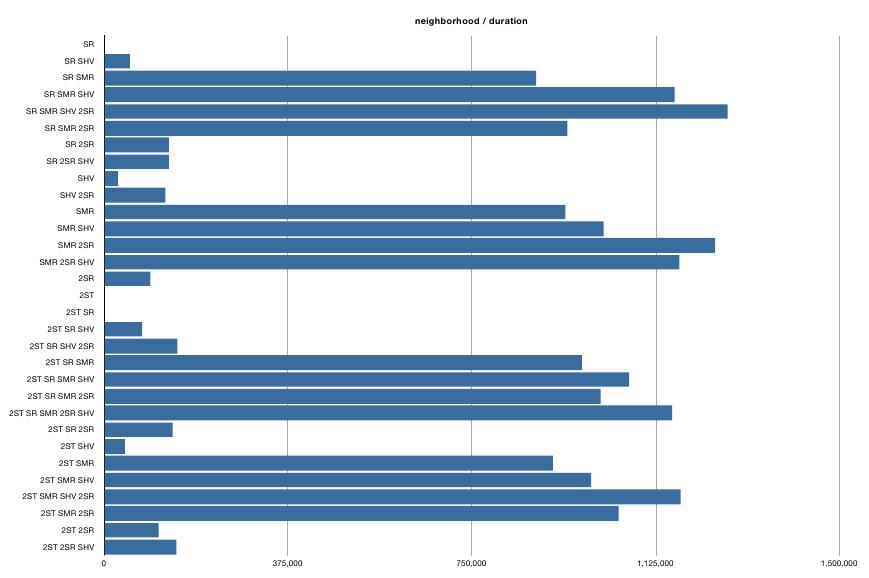 neighborhood / duration
SR
SR SHV
SR SMR
SR SMR SHV
SR SMR SHV 2SR
SR SMR 2SR
SR 2SR
SR 2SR SHV
SHV
SHV 2SR
SMR
SMR SHV
SMR 2SR
SMR 2SR SHV
2SR
2ST
2ST SR
2ST SR SHV
2ST SR SHV 2SR
2ST SR SMR
2ST SR SMR SHV
2ST SR SMR 2SR
2ST SR SMR 2SR SHV
2ST SR 2SR
2ST SHV
2ST SMR
2ST SMR SHV
2ST SMR SHV 2SR
2ST SMR 2SR
2ST 2SR
2ST 2SR SHV
0 375,000 750,000 1,125,000 1,500,000